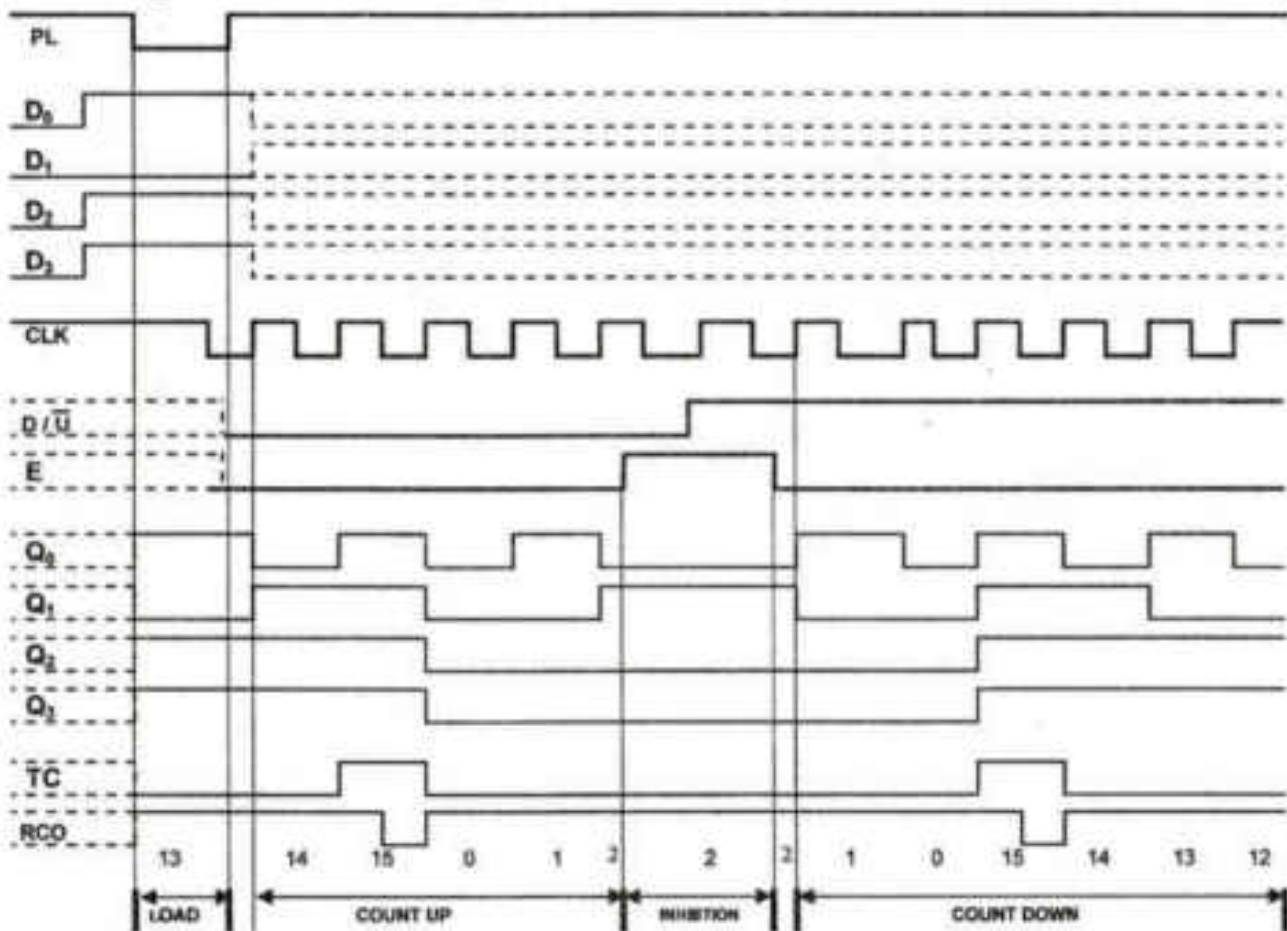 PL
D₀
D₁
D₂
D₃
CLK
D / U̅
E
Q₀
Q₁
Q₂
Q₃
TC
RCO
13 14 15 0 1 2 2 2 1 0 15 14 13 12
LOAD COUNT UP INHIBITION COUNT DOWN